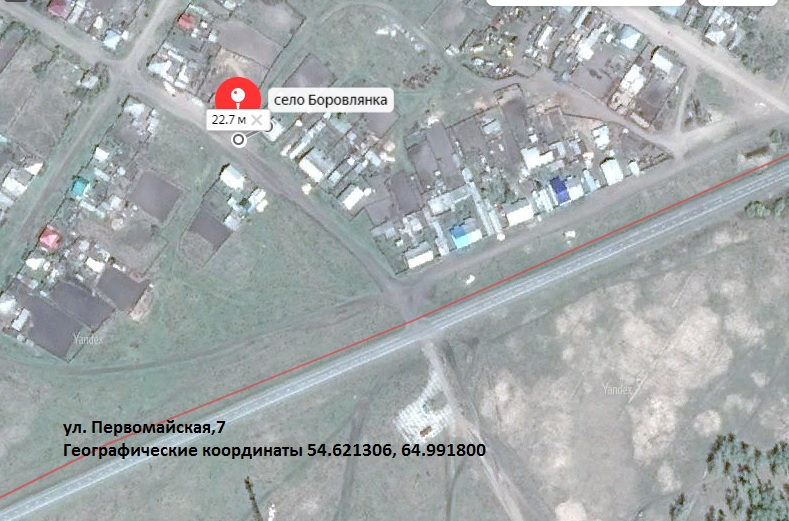 село Боровлянка
22.7 м
Yandex
Yandex
ул. Первомайская,7
Географические координаты 54.621306, 64.991800